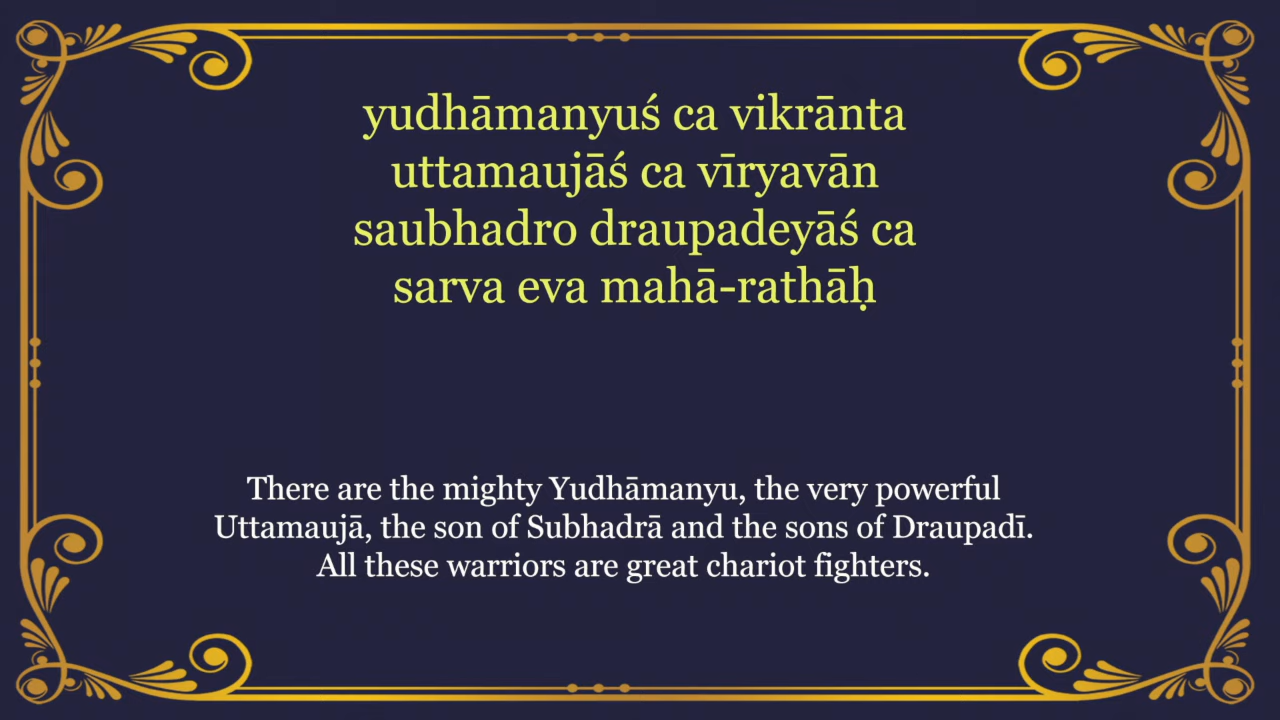 yudhāmanyuś ca vikrānta
uttamaujāś ca vīryavān
saubhadro draupadeyāś ca
sarva eva mahā-rathāḥ
There are the mighty Yudhāmanyu, the very powerful
Uttamaujā, the son of Subhadrā and the sons of Draupadī.
All these warriors are great chariot fighters.